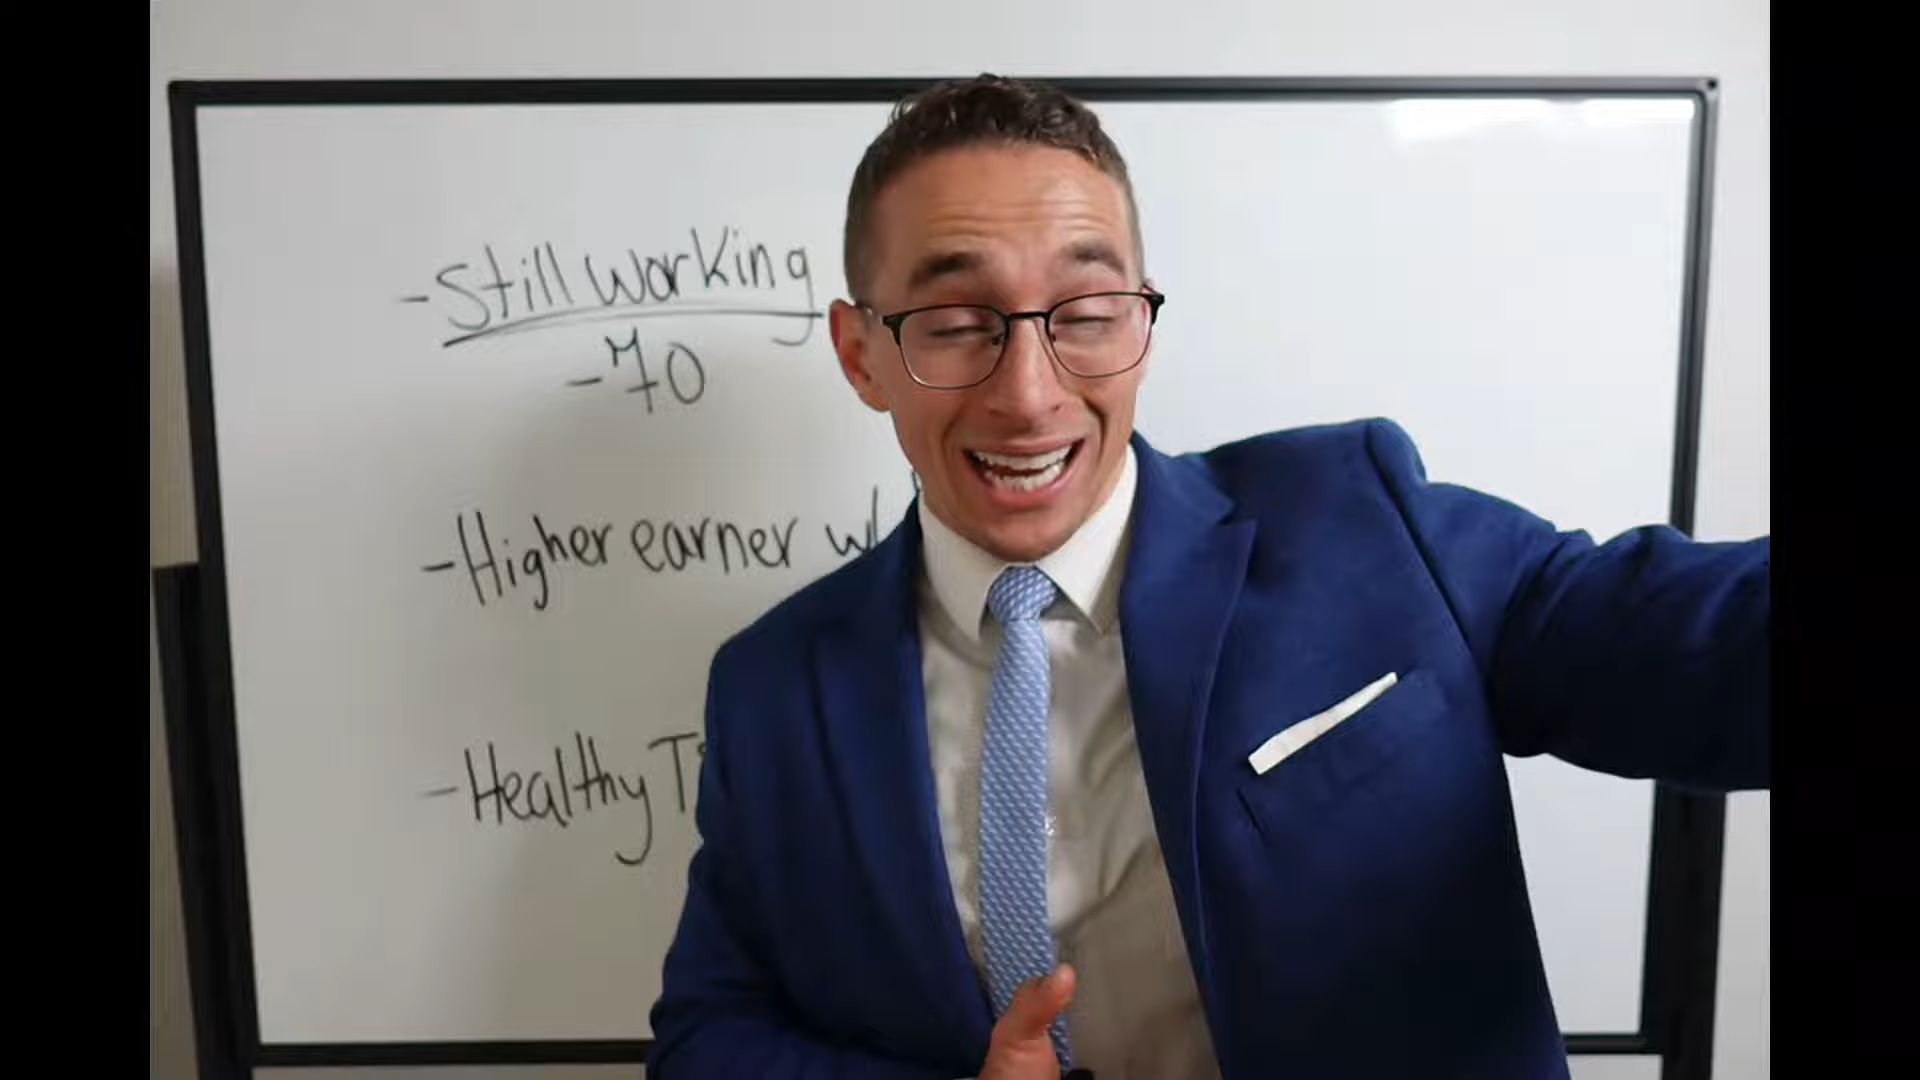 - Still working
- 70
- Higher earner w/
- Healthy